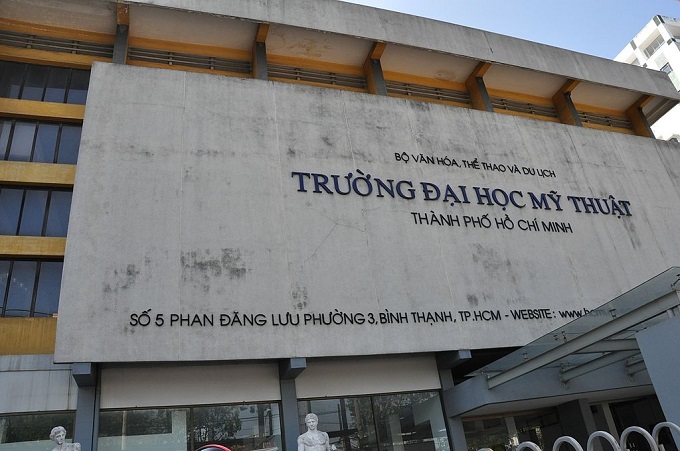 BỘ VĂN HÓA, THỂ THAO VÀ DU LỊCH
TRƯỜNG ĐẠI HỌC MỸ THUẬT
THÀNH PHỐ HỒ CHÍ MINH
SỐ 5 PHAN ĐĂNG LƯU PHƯỜNG 3, BÌNH THẠNH, TP.HCM - WEBSITE :